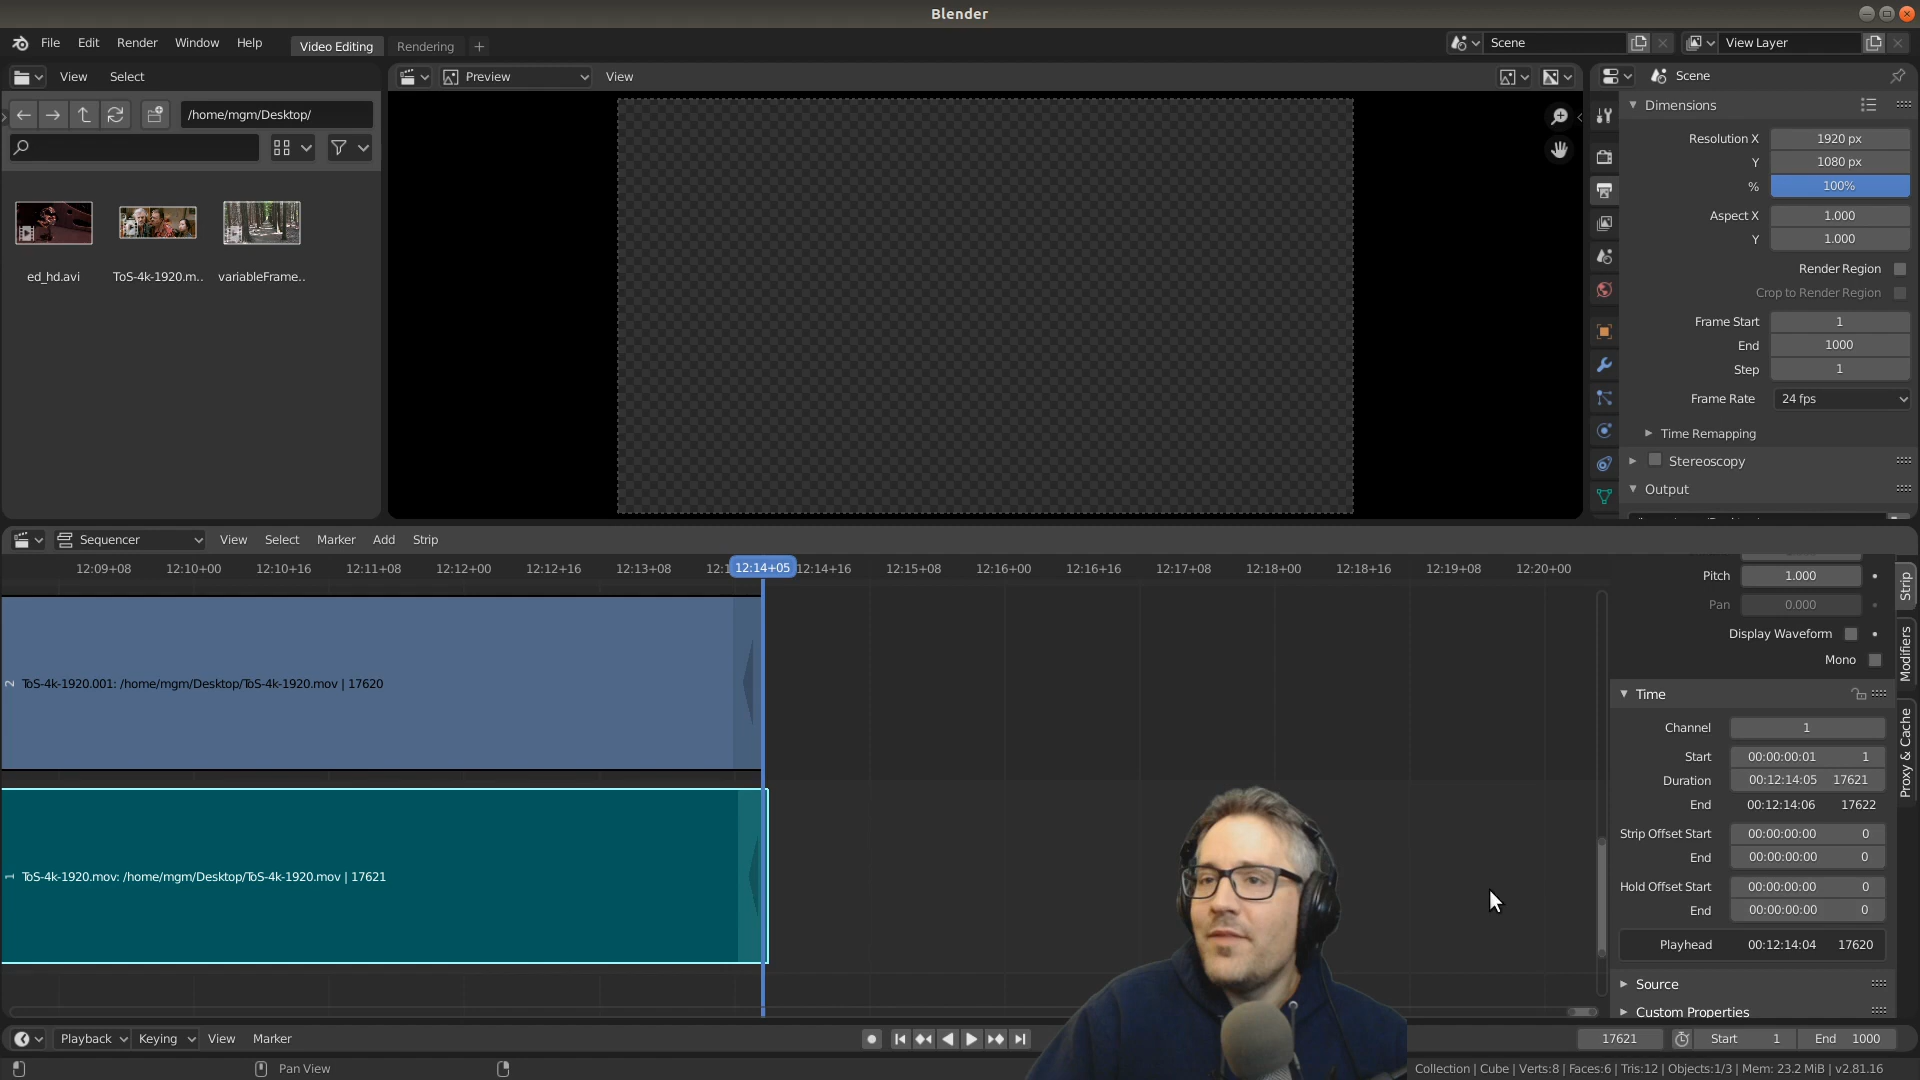 Blender
File Edit Render Window Help
Video Editing Rendering +
Scene
View Layer
View Select
Preview View
Scene
/home/mgm/Desktop/
ed_hd.avi ToS-4k-1920.m.. variableFrame..
Dimensions
Resolution X 1920 px
Y 1080 px
% 100%
Aspect X 1.000
Y 1.000
Render Region
Crop to Render Region
Frame Start 1
End 1000
Step 1
Frame Rate 24 fps
Time Remapping
Stereoscopy
Output
Sequencer View Select Marker Add Strip
12:09+08 12:10+00 12:10+16 12:11+08 12:12+00 12:12+16 12:13+08 12:14+05 12:14+16 12:15+08 12:16+00 12:16+16 12:17+08 12:18+00 12:18+16 12:19+08 12:20+00
2 ToS-4k-1920.001: /home/mgm/Desktop/ToS-4k-1920.mov | 17620
1 ToS-4k-1920.mov: /home/mgm/Desktop/ToS-4k-1920.mov | 17621
Pitch 1.000
Pan 0.000
Display Waveform
Mono
Time
Channel 1
Start 00:00:00:01 1
Duration 00:12:14:05 17621
End 00:12:14:06 17622
Strip Offset Start 00:00:00:00 0
End 00:00:00:00 0
Hold Offset Start 00:00:00:00 0
End 00:00:00:00 0
Playhead 00:12:14:04 17620
Source
Custom Properties
Strip
Modifiers
Proxy & Cache
Playback Keying View Marker
17621 Start 1 End 1000
Pan View
Collection | Cube | Verts:8 | Faces:6 | Tris:12 | Objects:1/3 | Mem: 23.2 MiB | v2.81.16